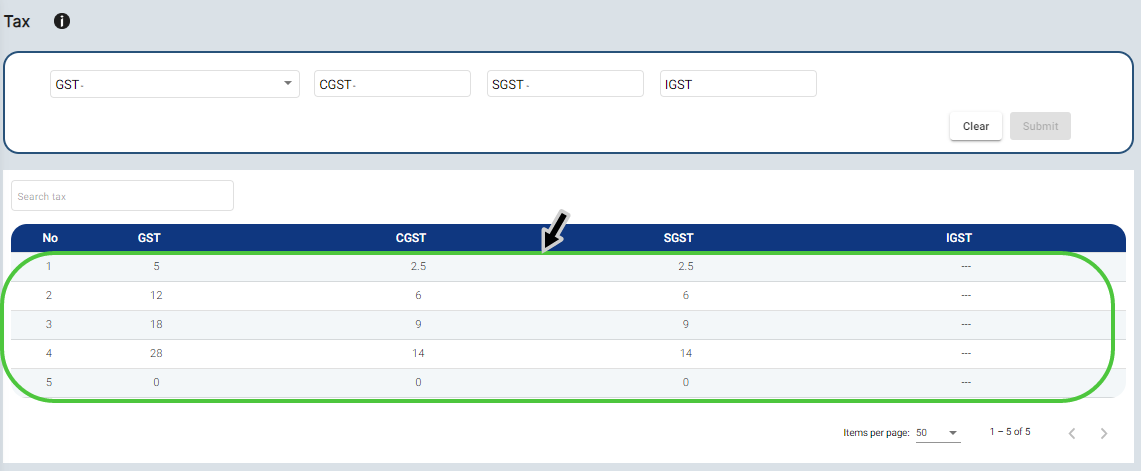 Tax i
GST - CGST - SGST - IGST
Clear Submit
Search tax
No GST CGST SGST IGST
1 5 2.5 2.5 ---
2 12 6 6 ---
3 18 9 9 ---
4 28 14 14 ---
5 0 0 0 ---
Items per page: 50 1 – 5 of 5